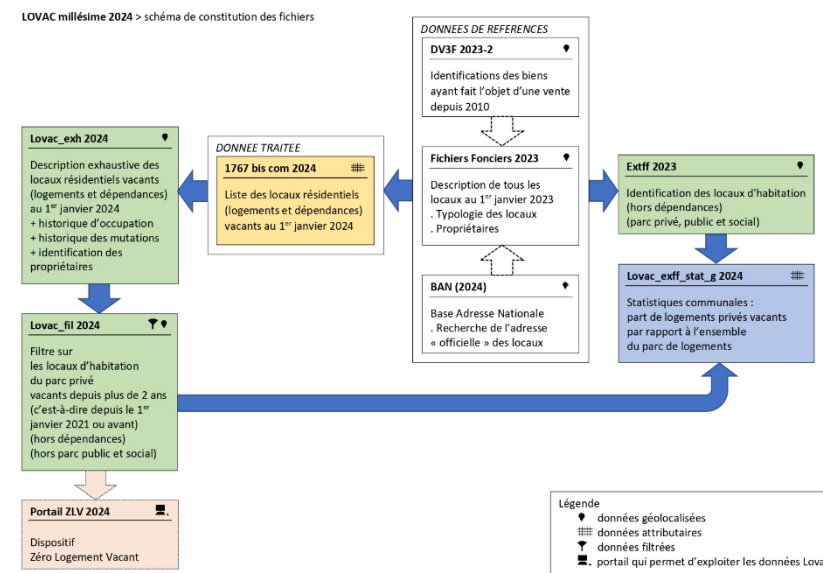 LOVAC millésime 2024 > schéma de constitution des fichiers
DONNEES DE REFERENCES
DV3F 2023-2
Identifications des biens
ayant fait l'objet d'une vente
depuis 2010
Lovac_exh 2024
Description exhaustive des
locaux résidentiels vacants
(logements et dépendances)
au 1er janvier 2024
+ historique d'occupation
+ historique des mutations
+ identification des
propriétaires
DONNEE TRAITEE
1767 bis com 2024
Liste des locaux résidentiels
(logements et dépendances)
vacants au 1er janvier 2024
Fichiers Fonciers 2023
Description de tous les
locaux au 1er janvier 2023
. Typologie des locaux
. Propriétaires
Extff 2023
Identification des locaux d'habitation
(hors dépendances)
(parc privé, public et social)
BAN (2024)
Base Adresse Nationale
. Recherche de l'adresse
« officielle » des locaux
Lovac_exff_stat_g 2024
Statistiques communales :
part de logements privés vacants
par rapport à l'ensemble
du parc de logements
Lovac_fil 2024
Filtre sur
les locaux d'habitation
du parc privé
vacants depuis plus de 2 ans
(c'est-à-dire depuis le 1er
janvier 2021 ou avant)
(hors dépendances)
(hors parc public et social)
Portail ZLV 2024
Dispositif
Zéro Logement Vacant
Légende
données géolocalisées
données attributaires
données filtrées
portail qui permet d'exploiter les données Lova